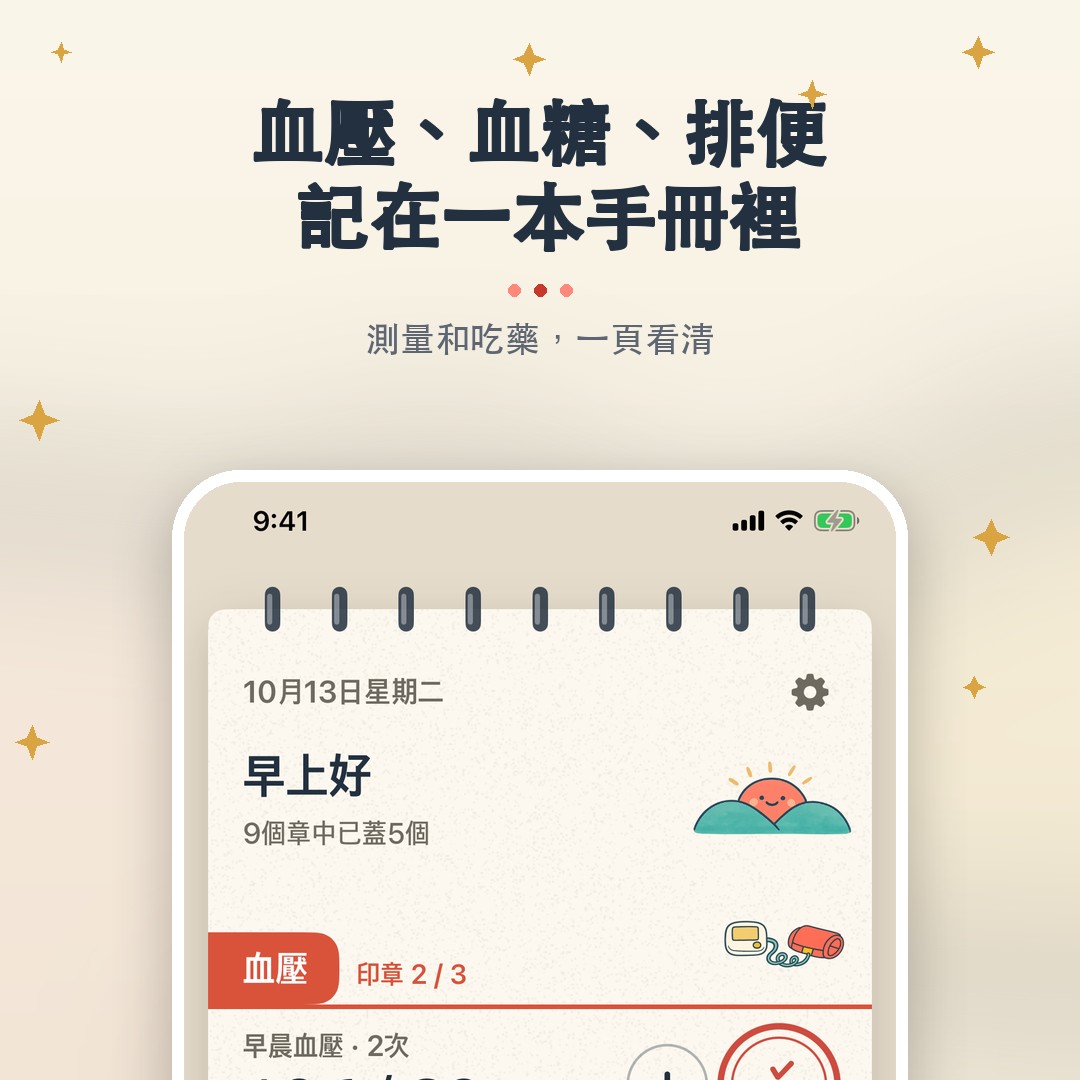 血壓、血糖、排便
記在一本手冊裡
測量和吃藥，一頁看清
9:41
10月13日星期二
早上好
9個章中已蓋5個
血壓
印章 2 / 3
早晨血壓 · 2次